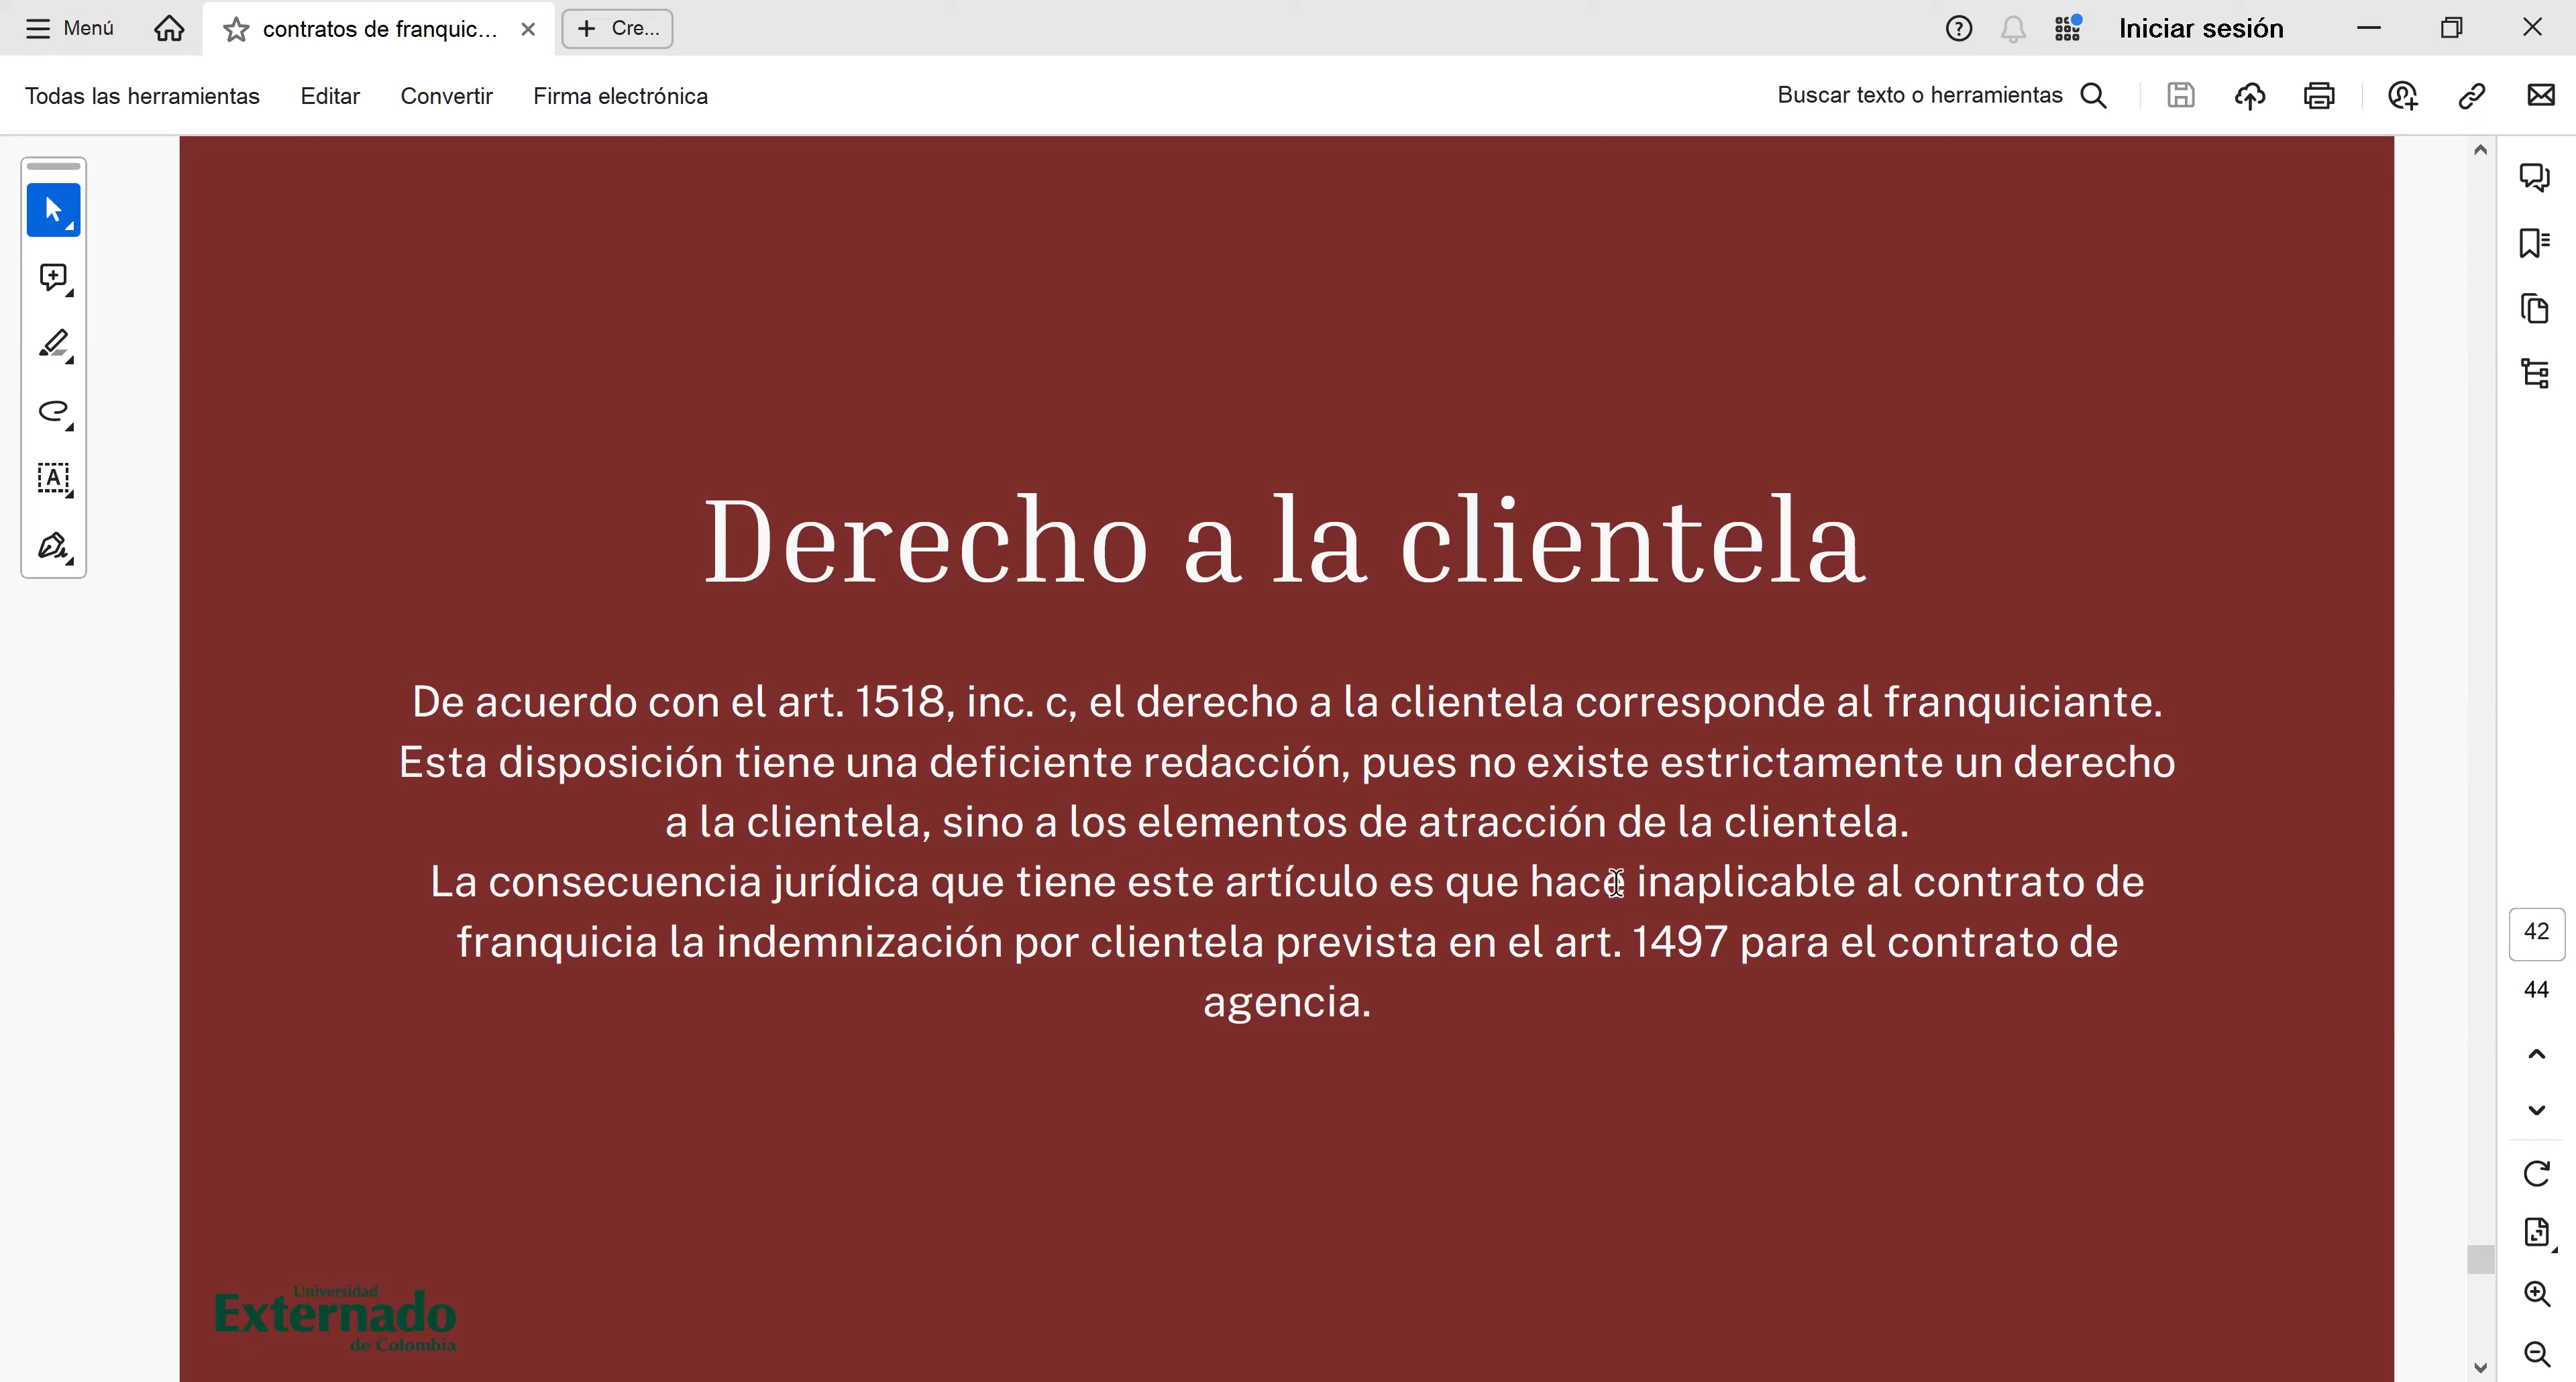 Menú
contratos de franquic...
Cre...
Iniciar sesión
Todas las herramientas
Editar
Convertir
Firma electrónica
Buscar texto o herramientas
Derecho a la clientela
De acuerdo con el art. 1518, inc. c, el derecho a la clientela corresponde al franquiciante.
Esta disposición tiene una deficiente redacción, pues no existe estrictamente un derecho
a la clientela, sino a los elementos de atracción de la clientela.
La consecuencia jurídica que tiene este artículo es que hace inaplicable al contrato de
franquicia la indemnización por clientela prevista en el art. 1497 para el contrato de
agencia.
42
44
Universidad
Externado
de Colombia